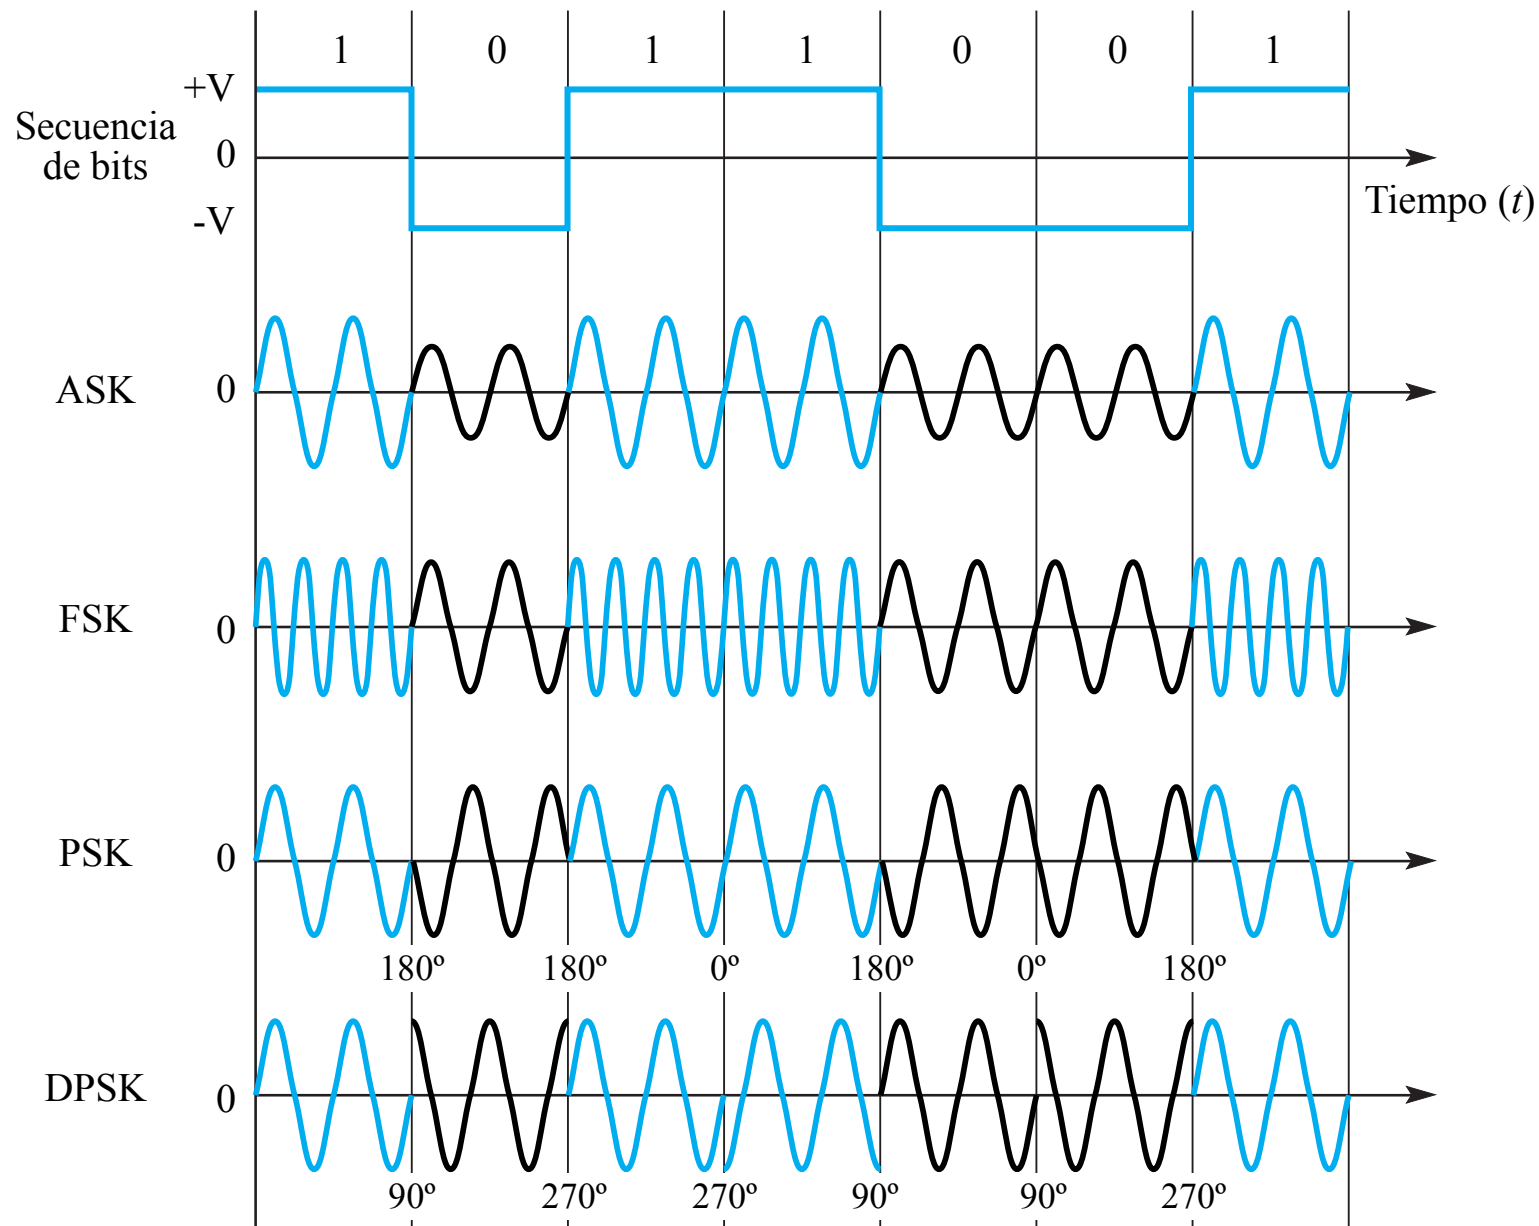 1 0 1 1 0 0 1
+V
Secuencia
de bits
0
-V
Tiempo (t)
ASK 0
FSK 0
PSK 0
180º 180º 0º 180º 0º 180º
DPSK 0
90º 270º 270º 90º 90º 270º